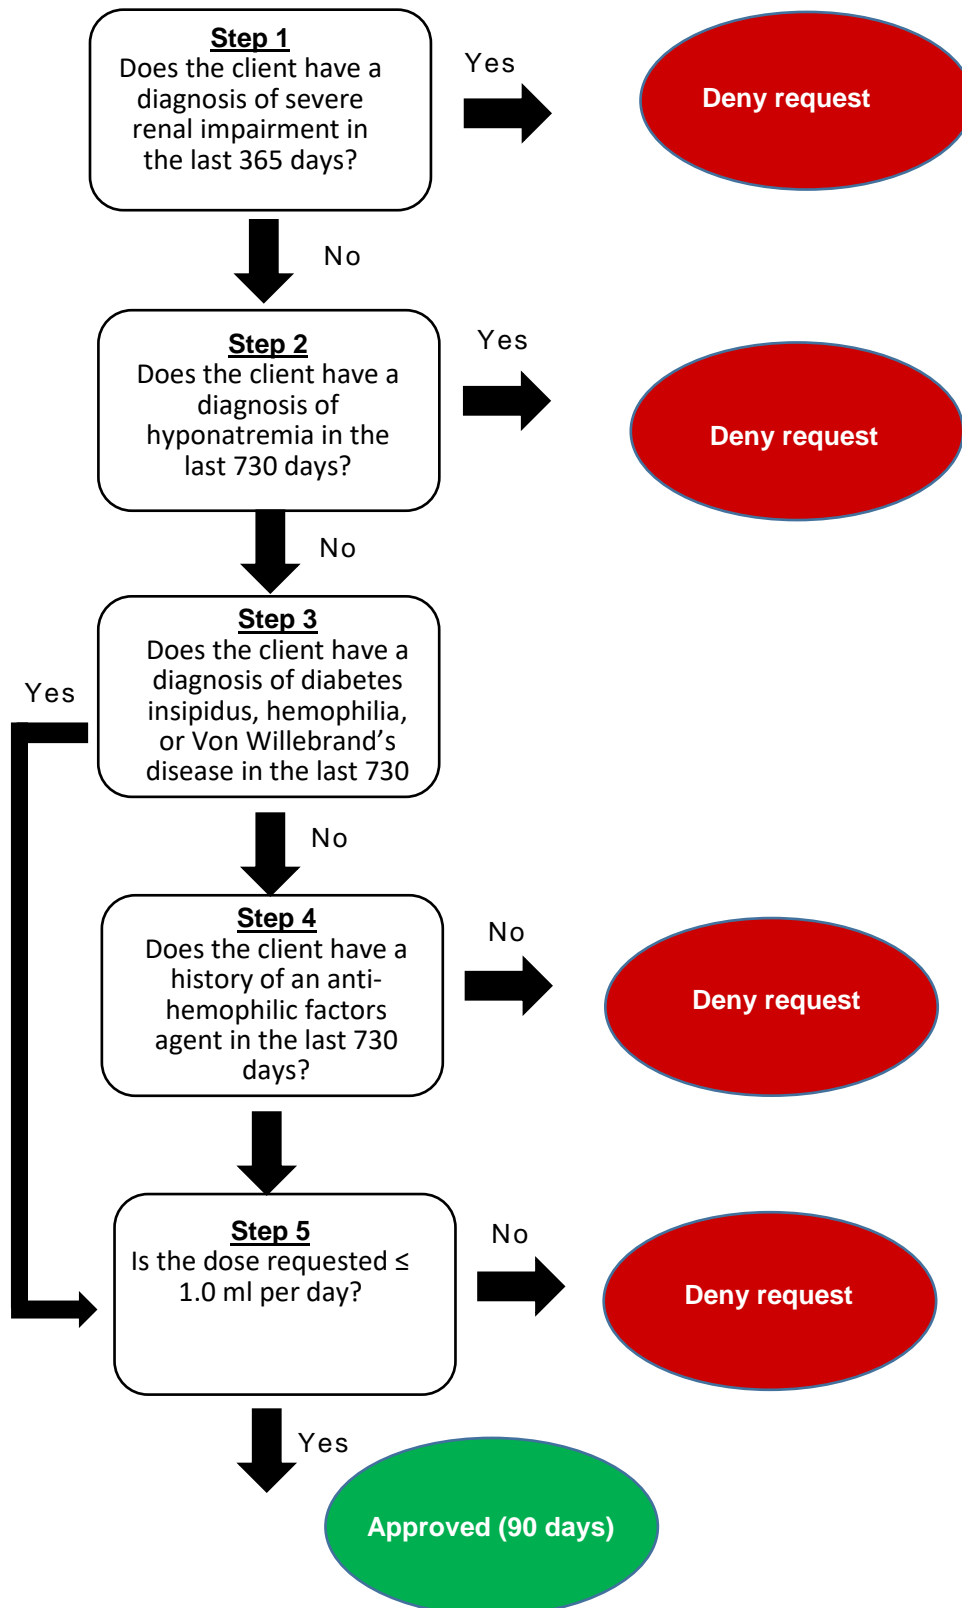 Step 1
Does the client have a
diagnosis of severe
renal impairment in
the last 365 days?
Yes
Deny request
No
Step 2
Does the client have a
diagnosis of
hyponatremia in the
last 730 days?
Yes
Deny request
No
Step 3
Does the client have a
diagnosis of diabetes
insipidus, hemophilia,
or Von Willebrand’s
disease in the last 730
Yes
No
Step 4
Does the client have a
history of an anti-
hemophilic factors
agent in the last 730
days?
No
Deny request
Step 5
Is the dose requested ≤
1.0 ml per day?
No
Deny request
Yes
Approved (90 days)